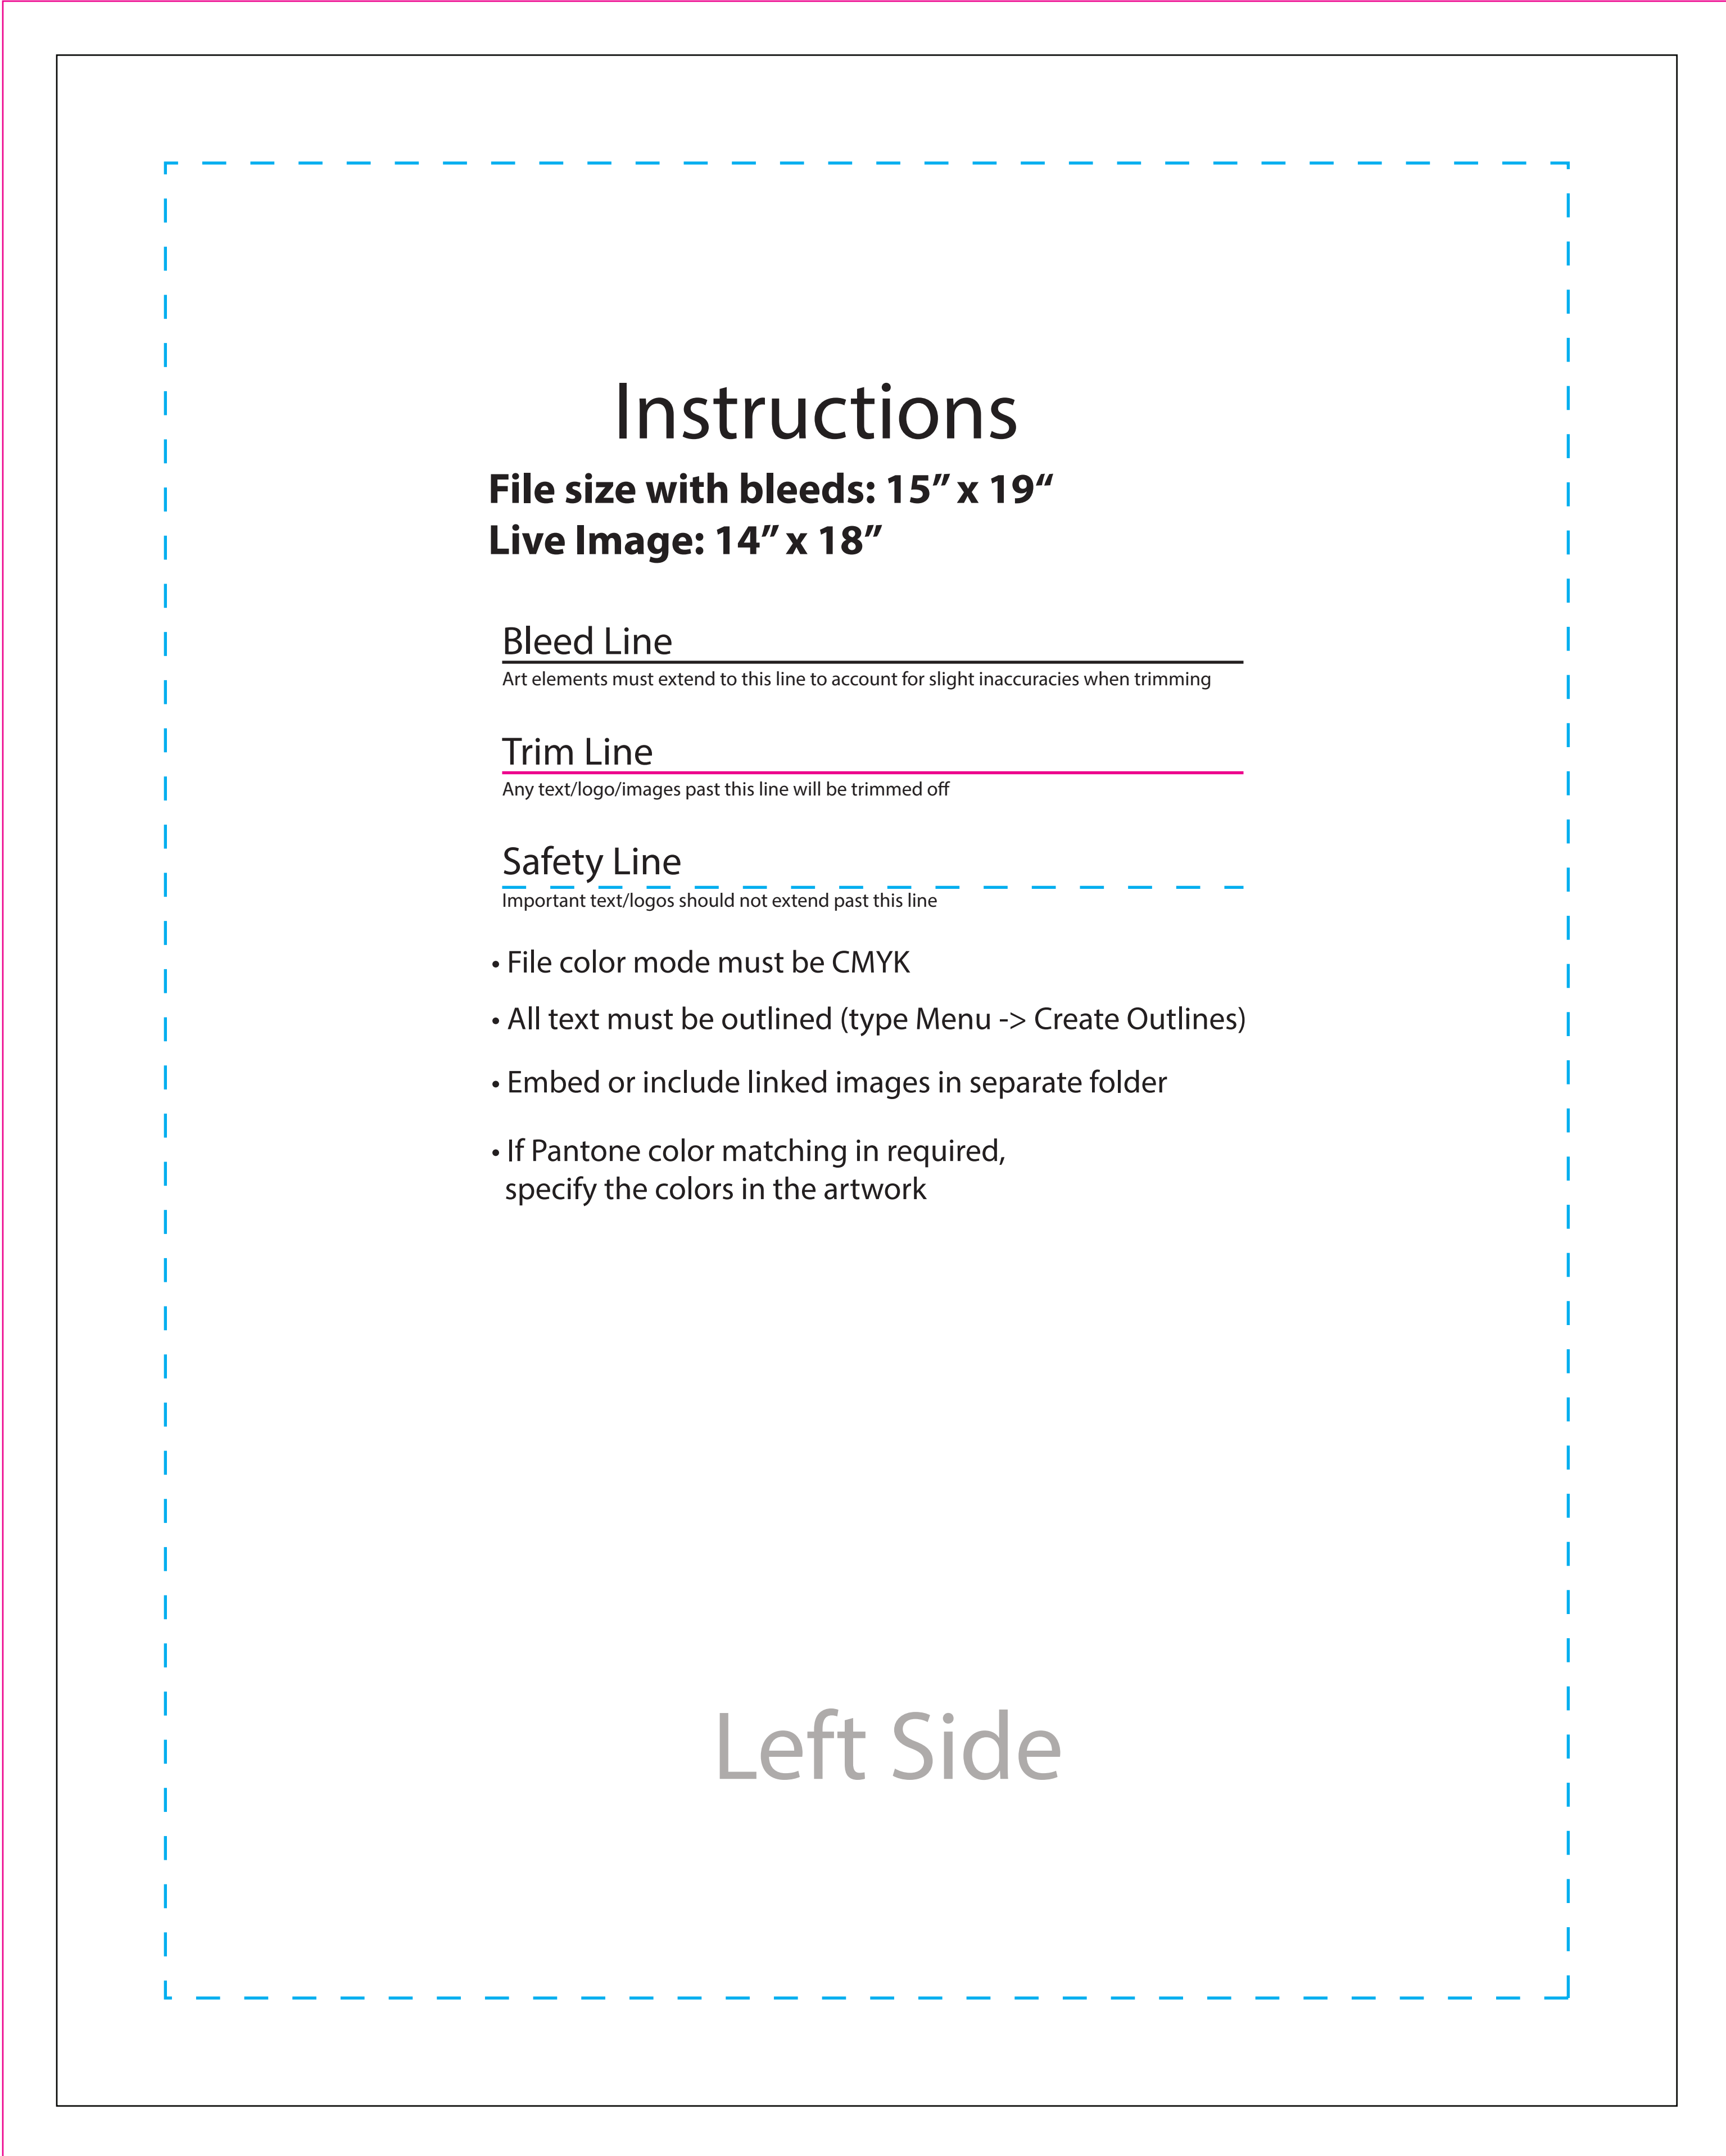 Instructions
File size with bleeds: 15” x 19“
Live Image: 14” x 18”
Bleed Line
Art elements must extend to this line to account for slight inaccuracies when trimming
Trim Line
Any text/logo/images past this line will be trimmed off
Safety Line
Important text/logos should not extend past this line
• File color mode must be CMYK
• All text must be outlined (type Menu -> Create Outlines)
• Embed or include linked images in separate folder
• If Pantone color matching in required,
specify the colors in the artwork
Left Side